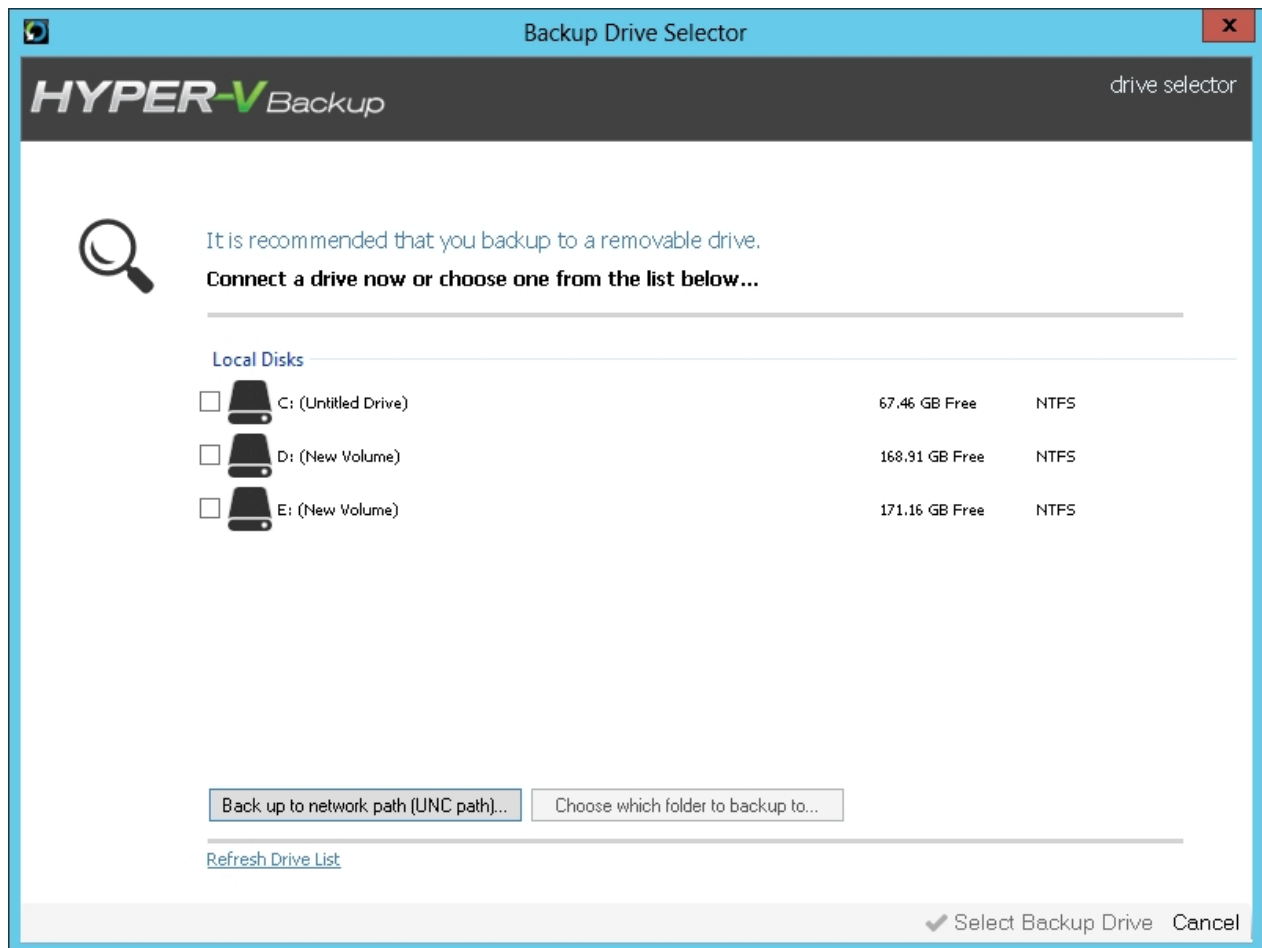 Backup Drive Selector
x
HYPER-V Backup
drive selector
It is recommended that you backup to a removable drive.
Connect a drive now or choose one from the list below...
Local Disks
C: (Untitled Drive) 67.46 GB Free NTFS
D: (New Volume) 168.91 GB Free NTFS
E: (New Volume) 171.16 GB Free NTFS
Back up to network path (UNC path)... Choose which folder to backup to...
Refresh Drive List
Select Backup Drive Cancel